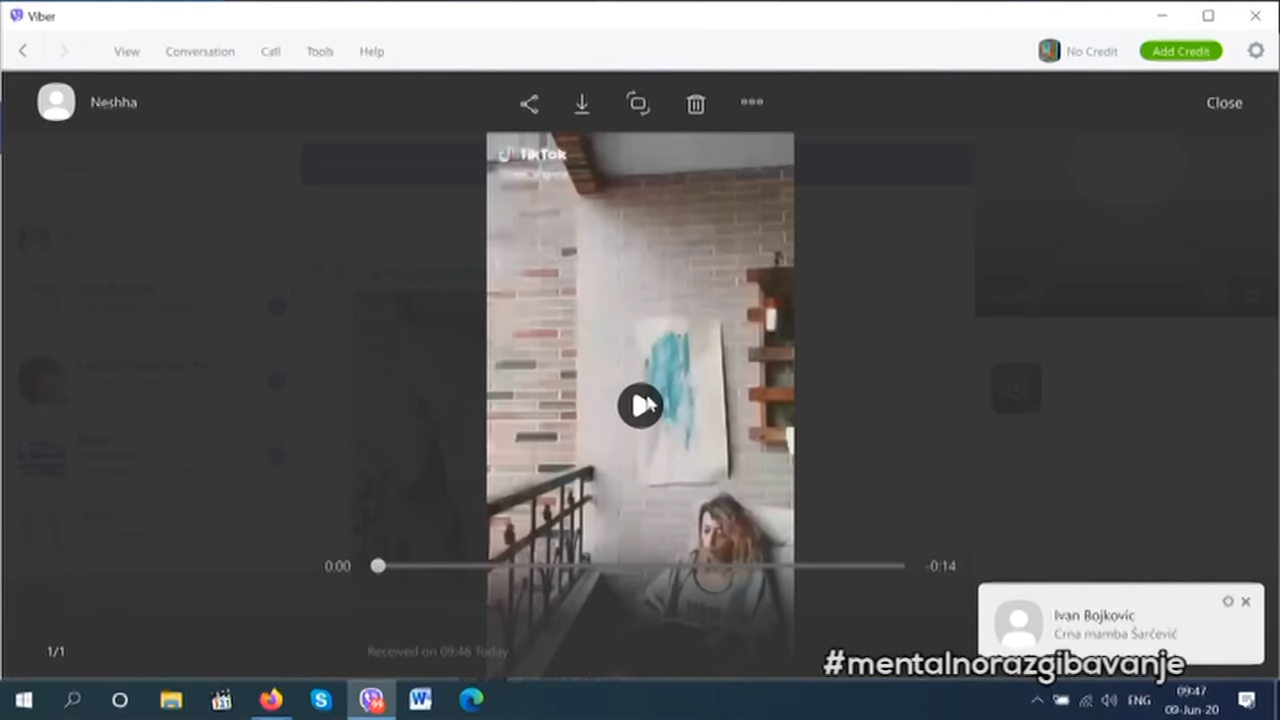 Viber
View Conversation Call Tools Help No Credit Add Credit
Neshha Close
TikTok
0:00 -0:14
Ivan Bojkovic
Crna mamba Šarčević
1/1 Received on 09:46 Today
#mentalnorazgibavanje
ENG 09:47
09-Jun-20